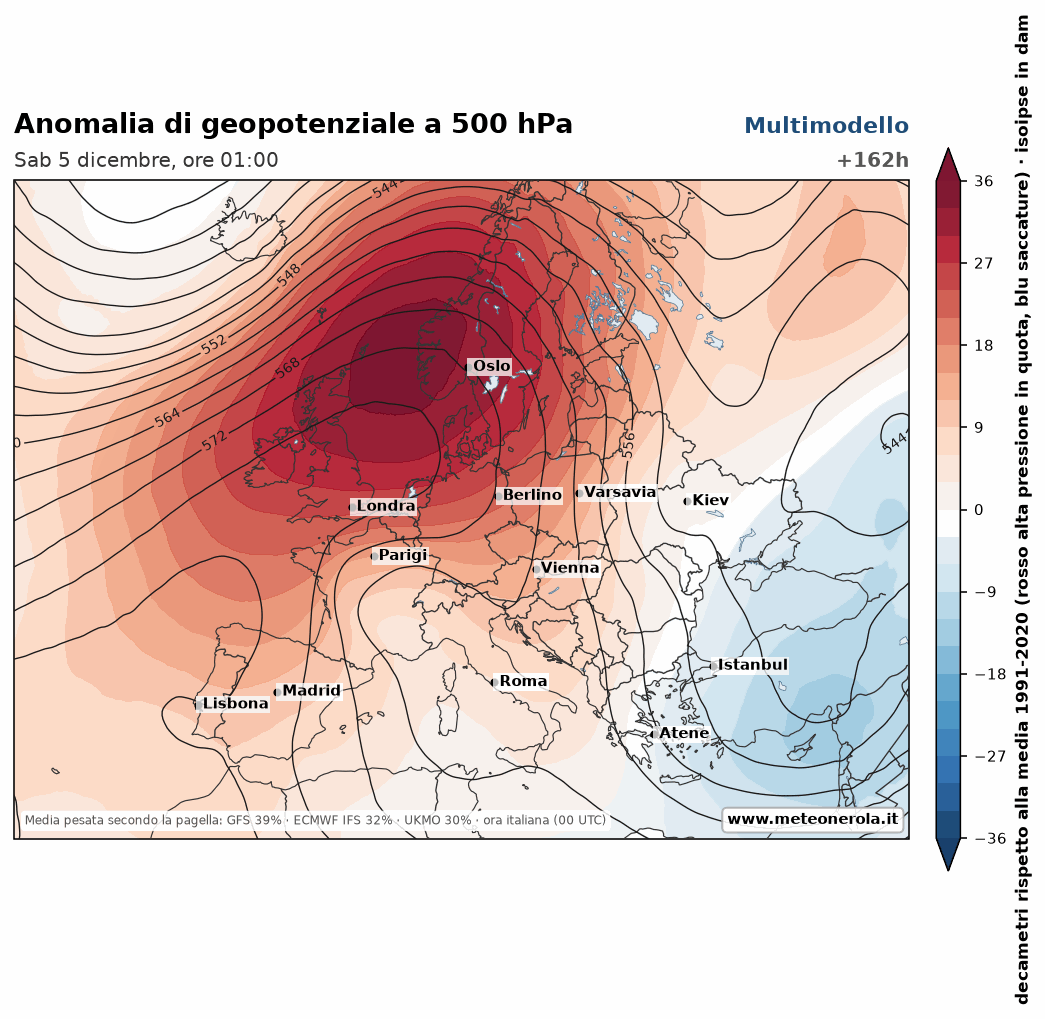 Anomalia di geopotenziale a 500 hPa
Multimodello
Sab 5 dicembre, ore 01:00
+162h
544
548
552
568
564
572
0
556
544
Oslo
Londra
Berlino
Varsavia
Kiev
Parigi
Vienna
Istanbul
Roma
Madrid
Lisbona
Atene
Media pesata secondo la pagella: GFS 39% · ECMWF IFS 32% · UKMO 30% · ora italiana (00 UTC)
www.meteonerola.it
36
27
18
9
0
−9
−18
−27
−36
decametri rispetto alla media 1991-2020 (rosso alta pressione in quota, blu saccature) · isoipse in dam